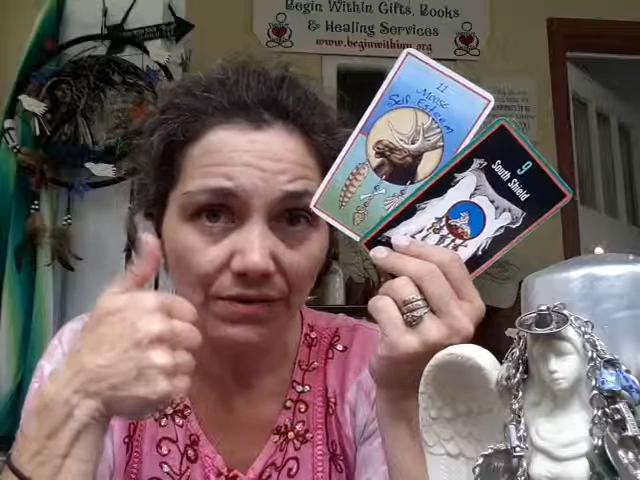 Begin Within Gifts, Books
& Healing Services
www.beginwithin.org
11
Moose
Self Esteem
9
South Shield